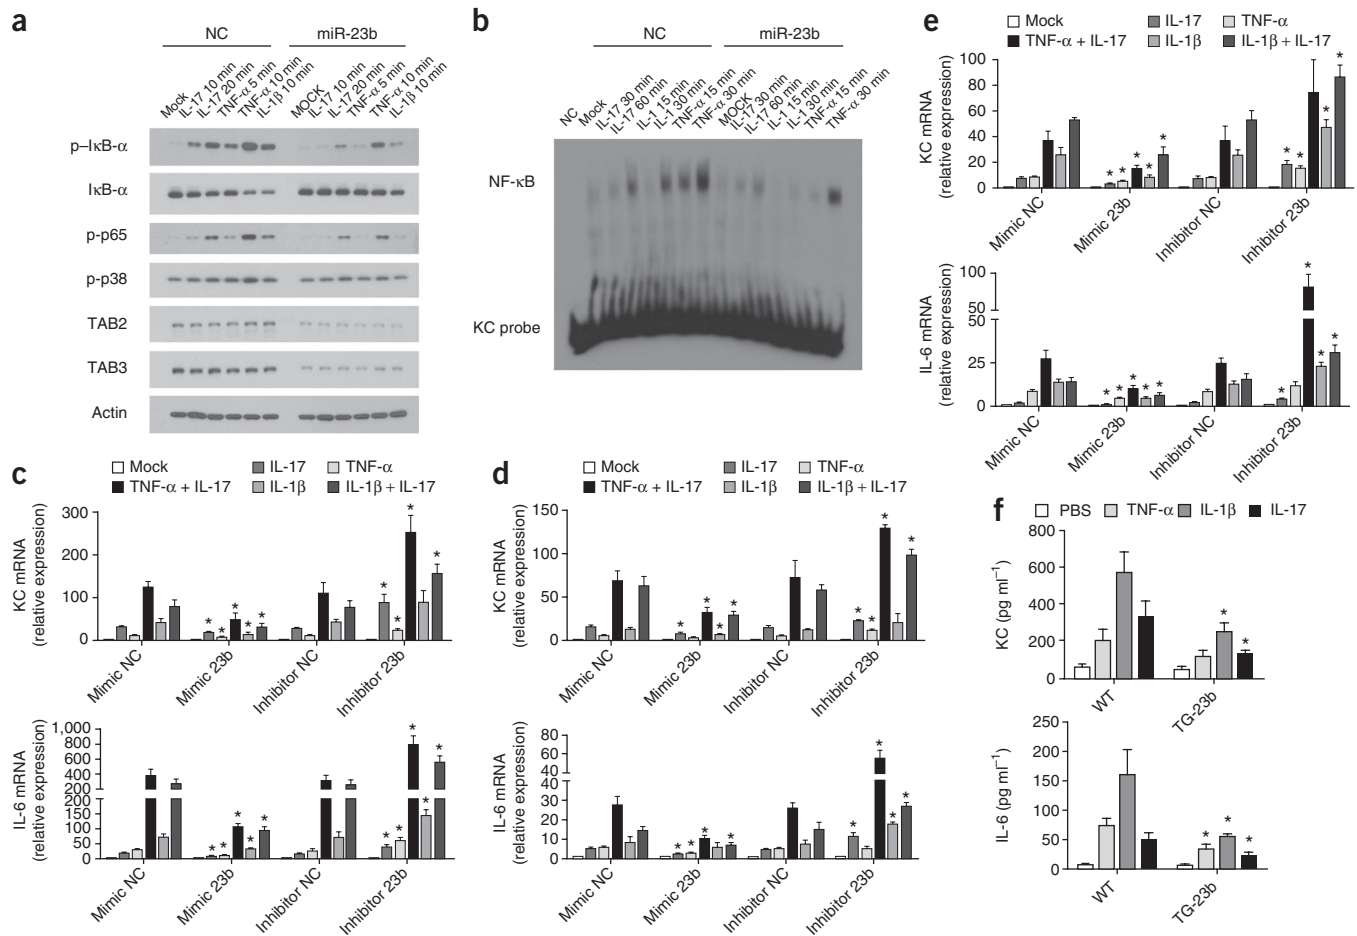 a
NC
miR-23b
Mock
IL-17 10 min
IL-17 20 min
TNF-α 5 min
TNF-α 10 min
IL-1β 10 min
MOCK
IL-17 10 min
IL-17 20 min
TNF-α 5 min
TNF-α 10 min
IL-1β 10 min
p–IκB-α
IκB-α
p-p65
p-p38
TAB2
TAB3
Actin
b
NC
miR-23b
NC
Mock
IL-17 30 min
IL-17 60 min
IL-1 15 min
IL-1 30 min
TNF-α 15 min
TNF-α 30 min
MOCK
IL-17 30 min
IL-17 60 min
IL-1 15 min
IL-1 30 min
TNF-α 15 min
TNF-α 30 min
NF-κB
KC probe
e
Mock
IL-17
TNF-α
TNF-α + IL-17
IL-1β
IL-1β + IL-17
KC mRNA
(relative expression)
100
80
60
40
20
0
* * * * *
* * * *
Mimic NC
Mimic 23b
Inhibitor NC
Inhibitor 23b
IL-6 mRNA
(relative expression)
100
50
50
25
0
* * * * *
* * * *
Mimic NC
Mimic 23b
Inhibitor NC
Inhibitor 23b
c
Mock
IL-17
TNF-α
TNF-α + IL-17
IL-1β
IL-1β + IL-17
KC mRNA
(relative expression)
300
200
100
0
* * * * *
* * * *
Mimic NC
Mimic 23b
Inhibitor NC
Inhibitor 23b
IL-6 mRNA
(relative expression)
1,000
800
600
400
200
200
150
100
50
0
* * * * *
* * * * *
Mimic NC
Mimic 23b
Inhibitor NC
Inhibitor 23b
d
Mock
IL-17
TNF-α
TNF-α + IL-17
IL-1β
IL-1β + IL-17
KC mRNA
(relative expression)
150
100
50
0
* * * *
* * * *
Mimic NC
Mimic 23b
Inhibitor NC
Inhibitor 23b
IL-6 mRNA
(relative expression)
80
60
40
40
30
20
10
0
* * * *
* * * *
Mimic NC
Mimic 23b
Inhibitor NC
Inhibitor 23b
f
PBS
TNF-α
IL-1β
IL-17
KC (pg ml⁻¹)
800
600
400
200
0
* *
WT
TG-23b
IL-6 (pg ml⁻¹)
250
200
150
100
50
0
* * *
WT
TG-23b